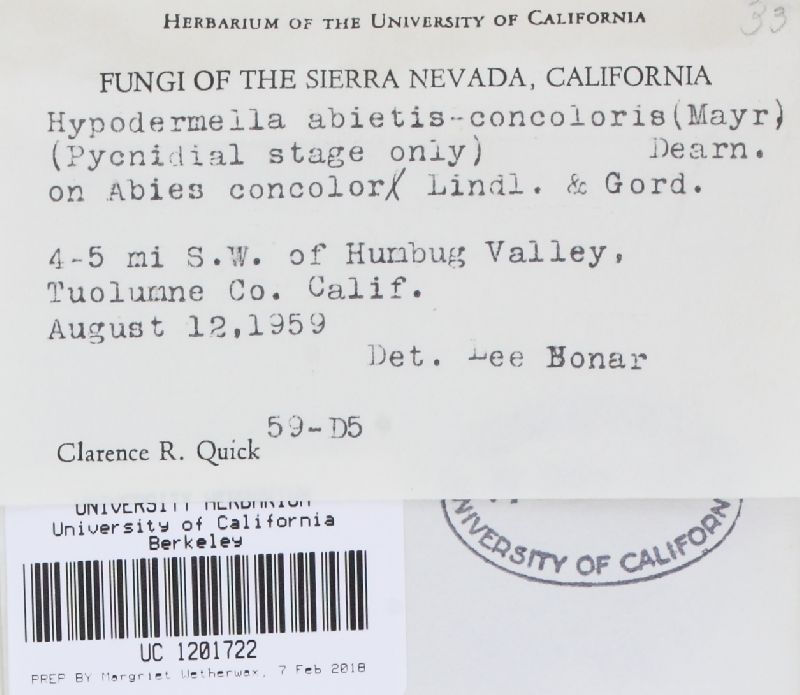 33
HERBARIUM OF THE UNIVERSITY OF CALIFORNIA
FUNGI OF THE SIERRA NEVADA, CALIFORNIA
Hypodermella abietis-concoloris(Mayr)
(Pycnidial stage only) Dearn.
on Abies concolor/ Lindl. & Gord.
4-5 mi S.W. of Humbug Valley,
Tuolumne Co. Calif.
August 12,1959
Det. Lee Bonar
59-D5
Clarence R. Quick
UNIVERSITY HERBARIUM
University of California
Berkeley
UC 1201722
PREP BY Margriet Wetherwax, 7 Feb 2018
NIVERSITY OF CALIFORN